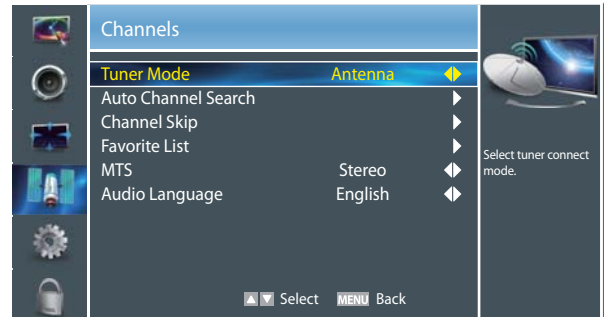 Channels
Tuner Mode Antenna
Auto Channel Search
Channel Skip
Favorite List
MTS Stereo
Audio Language English
Select tuner connect
mode.
Select MENU Back